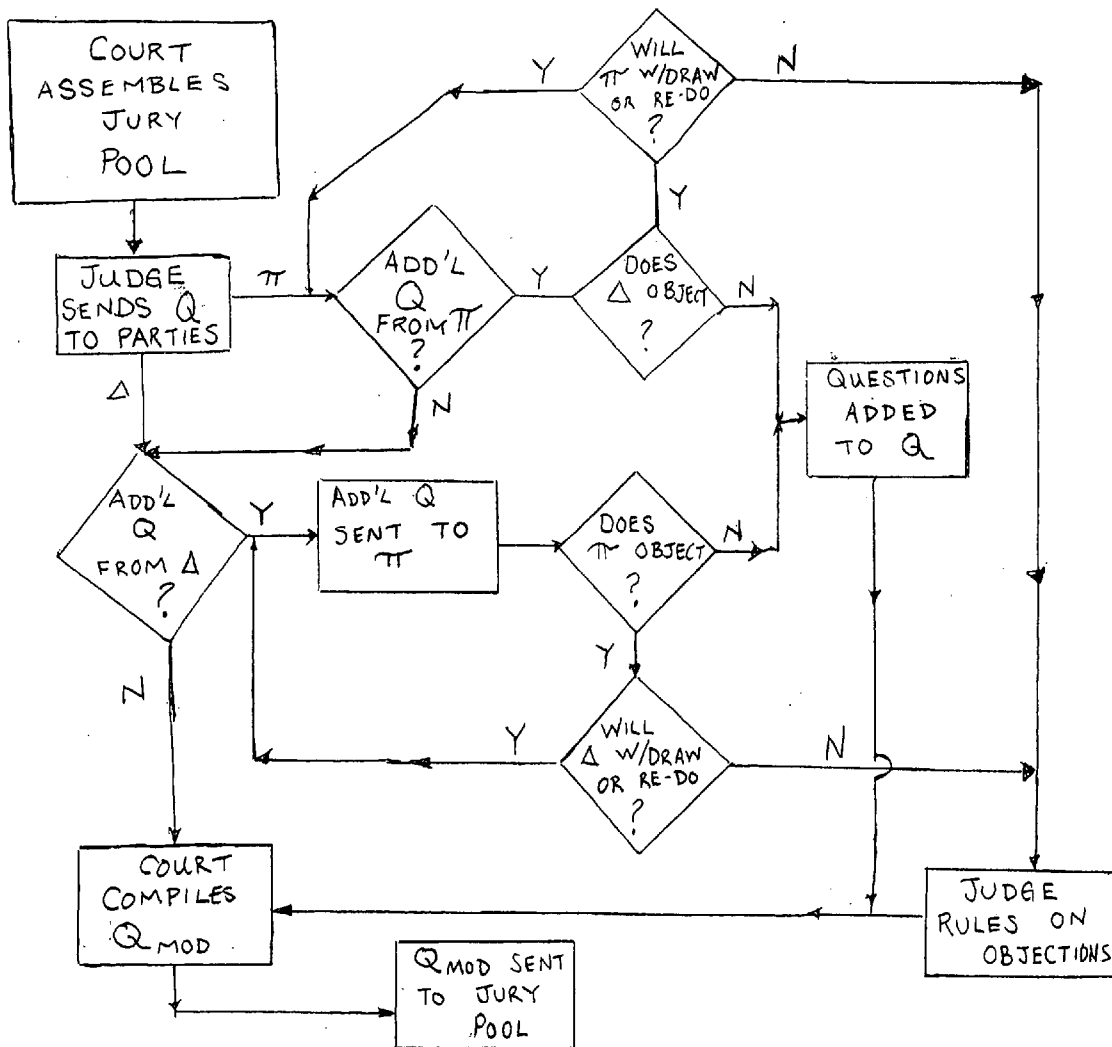 COURT
ASSEMBLES
JURY
POOL
JUDGE
SENDS Q
TO PARTIES
π
Δ
ADD'L
Q
FROM π
?
Y
N
DOES
Δ OBJECT
?
Y
N
WILL
π W/DRAW
OR RE-DO
?
Y
N
QUESTIONS
ADDED
TO Q
ADD'L
Q
FROM Δ
?
Y
N
ADD'L Q
SENT TO
π
DOES
π OBJECT
?
N
Y
WILL
Δ W/DRAW
OR RE-DO
?
Y
N
COURT
COMPILES
Q MOD
JUDGE
RULES ON
OBJECTIONS
Q MOD SENT
TO JURY
POOL